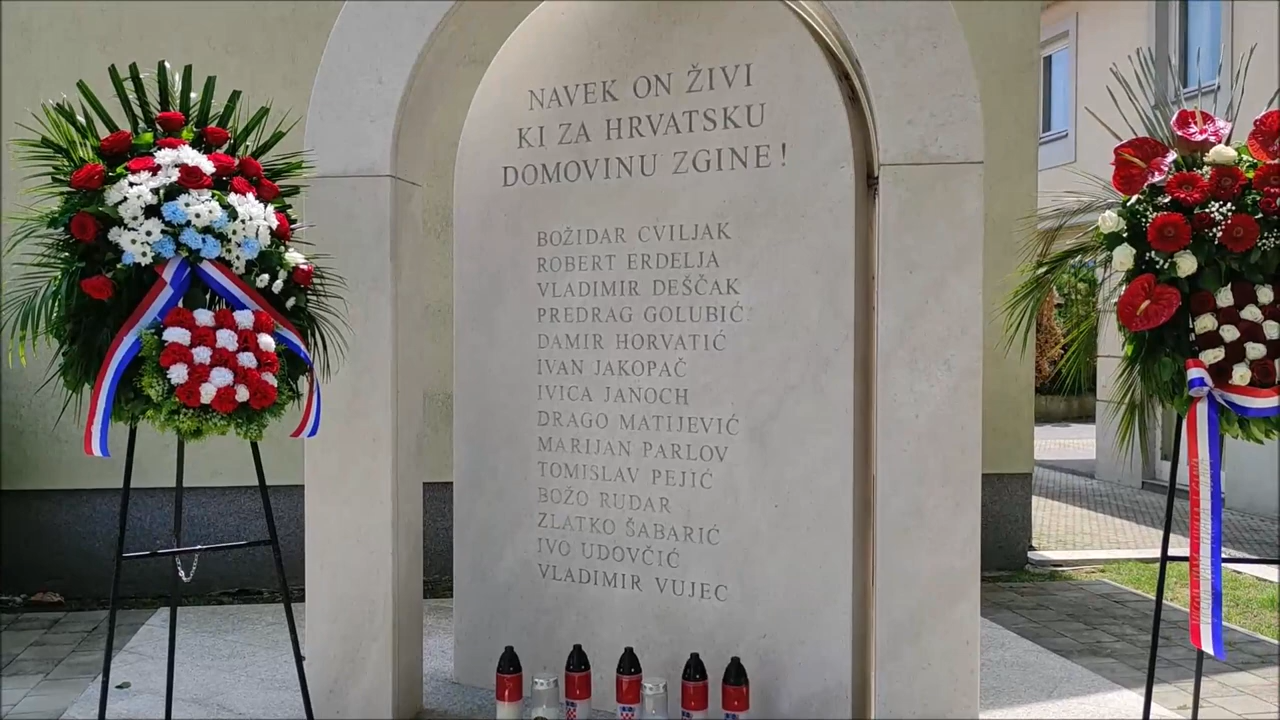 NAVEK ON ŽIVI
KI ZA HRVATSKU
DOMOVINU ZGINE!
BOŽIDAR CVILJAK
ROBERT ERDELJA
VLADIMIR DEŠČAK
PREDRAG GOLUBIĆ
DAMIR HORVATIĆ
IVAN JAKOPAČ
IVICA JANOCH
DRAGO MATIJEVIĆ
MARIJAN PARLOV
TOMISLAV PEJIĆ
BOŽO RUDAR
ZLATKO ŠABARIĆ
IVO UDOVČIĆ
VLADIMIR VUJEC